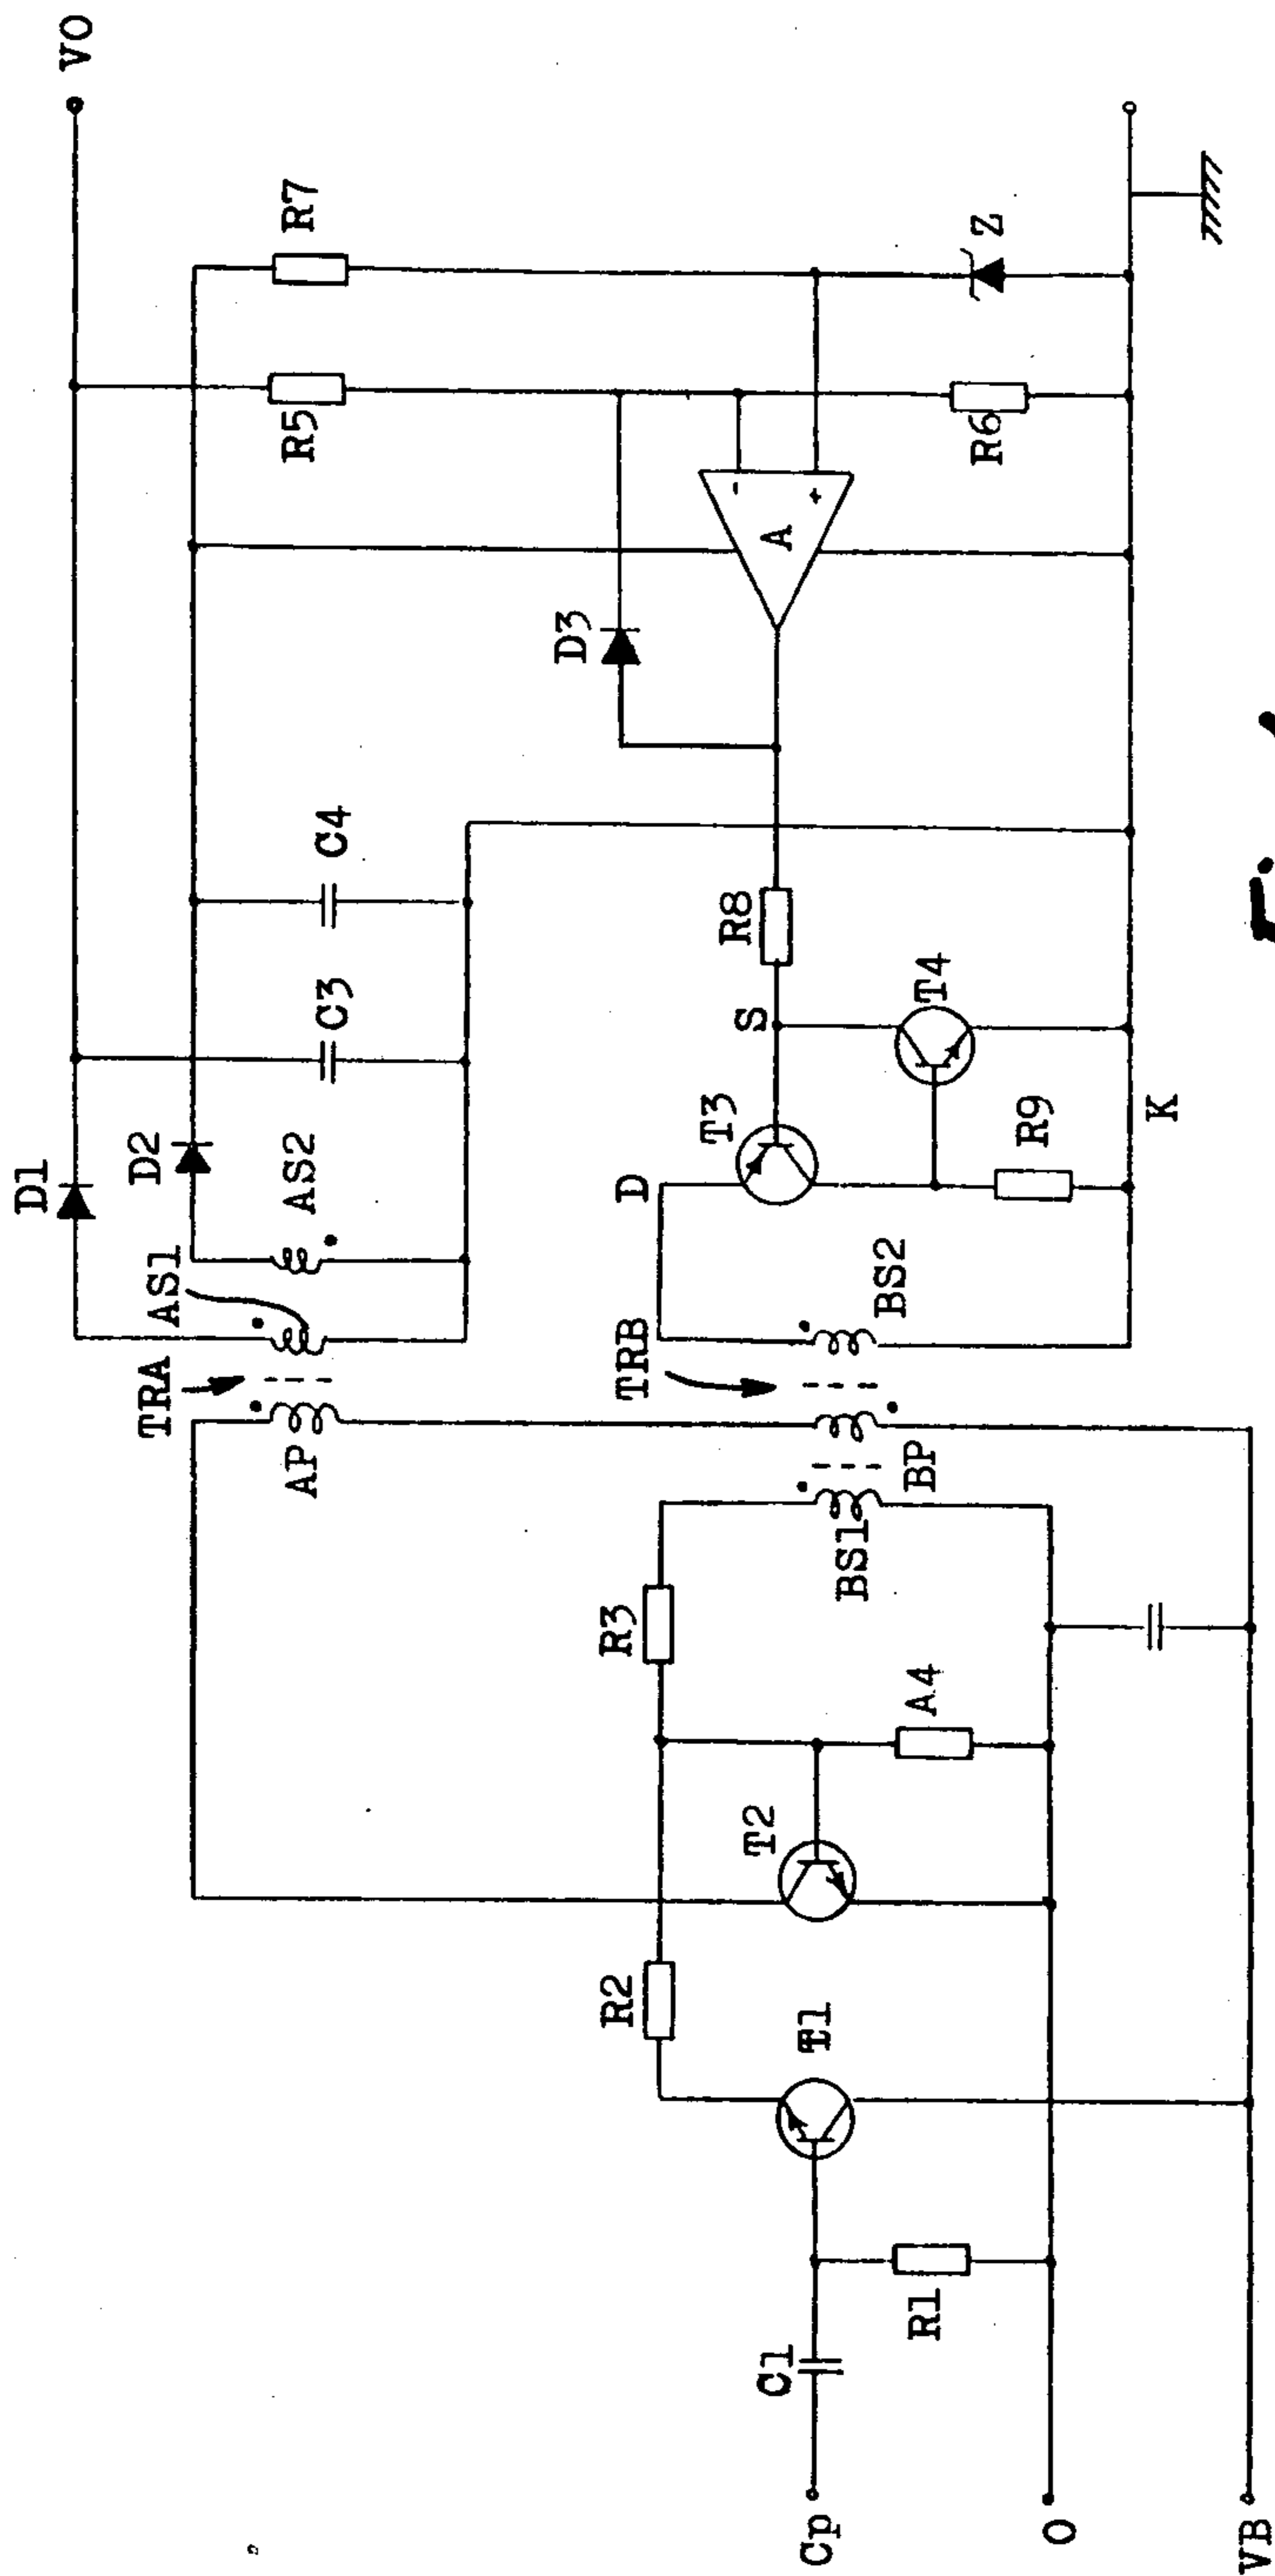 VO
D1
D2
TRA
AS1
AP
AS2
C3
C4
R5
R7
D3
R2
R3
TRB
D
T3
S
R8
T2
C1
-
A
+
T1
Cp
BS1
BS2
BP
A4
R1
T4
R6
Z
R9
0
K
VB